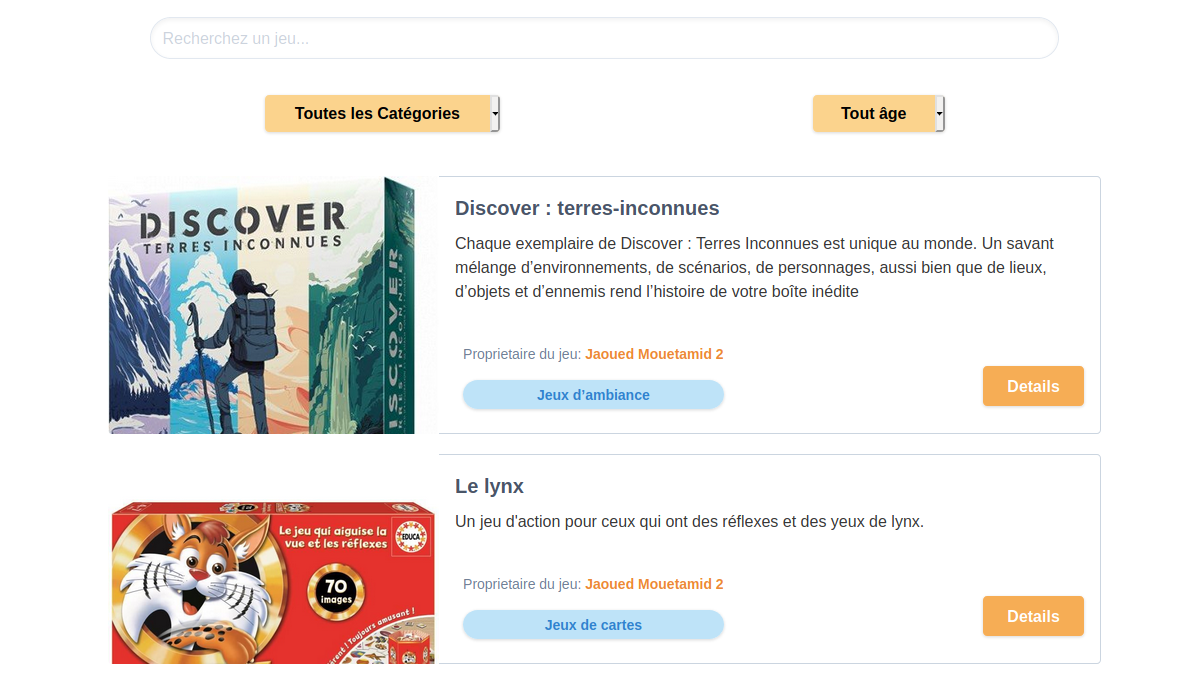 Recherchez un jeu...
Toutes les Catégories
Tout âge
DISCOVER
TERRES INCONNUES
DISCOVER
Discover : terres-inconnues
Chaque exemplaire de Discover : Terres Inconnues est unique au monde. Un savant
mélange d’environnements, de scénarios, de personnages, aussi bien que de lieux,
d’objets et d’ennemis rend l’histoire de votre boîte inédite
Proprietaire du jeu: Jaoued Mouetamid 2
Jeux d’ambiance
Details
Le jeu qui aiguise la
vue et les réflexes
EDUCA
70
images
Toujours amusant !
Le lynx
Un jeu d'action pour ceux qui ont des réflexes et des yeux de lynx.
Proprietaire du jeu: Jaoued Mouetamid 2
Jeux de cartes
Details